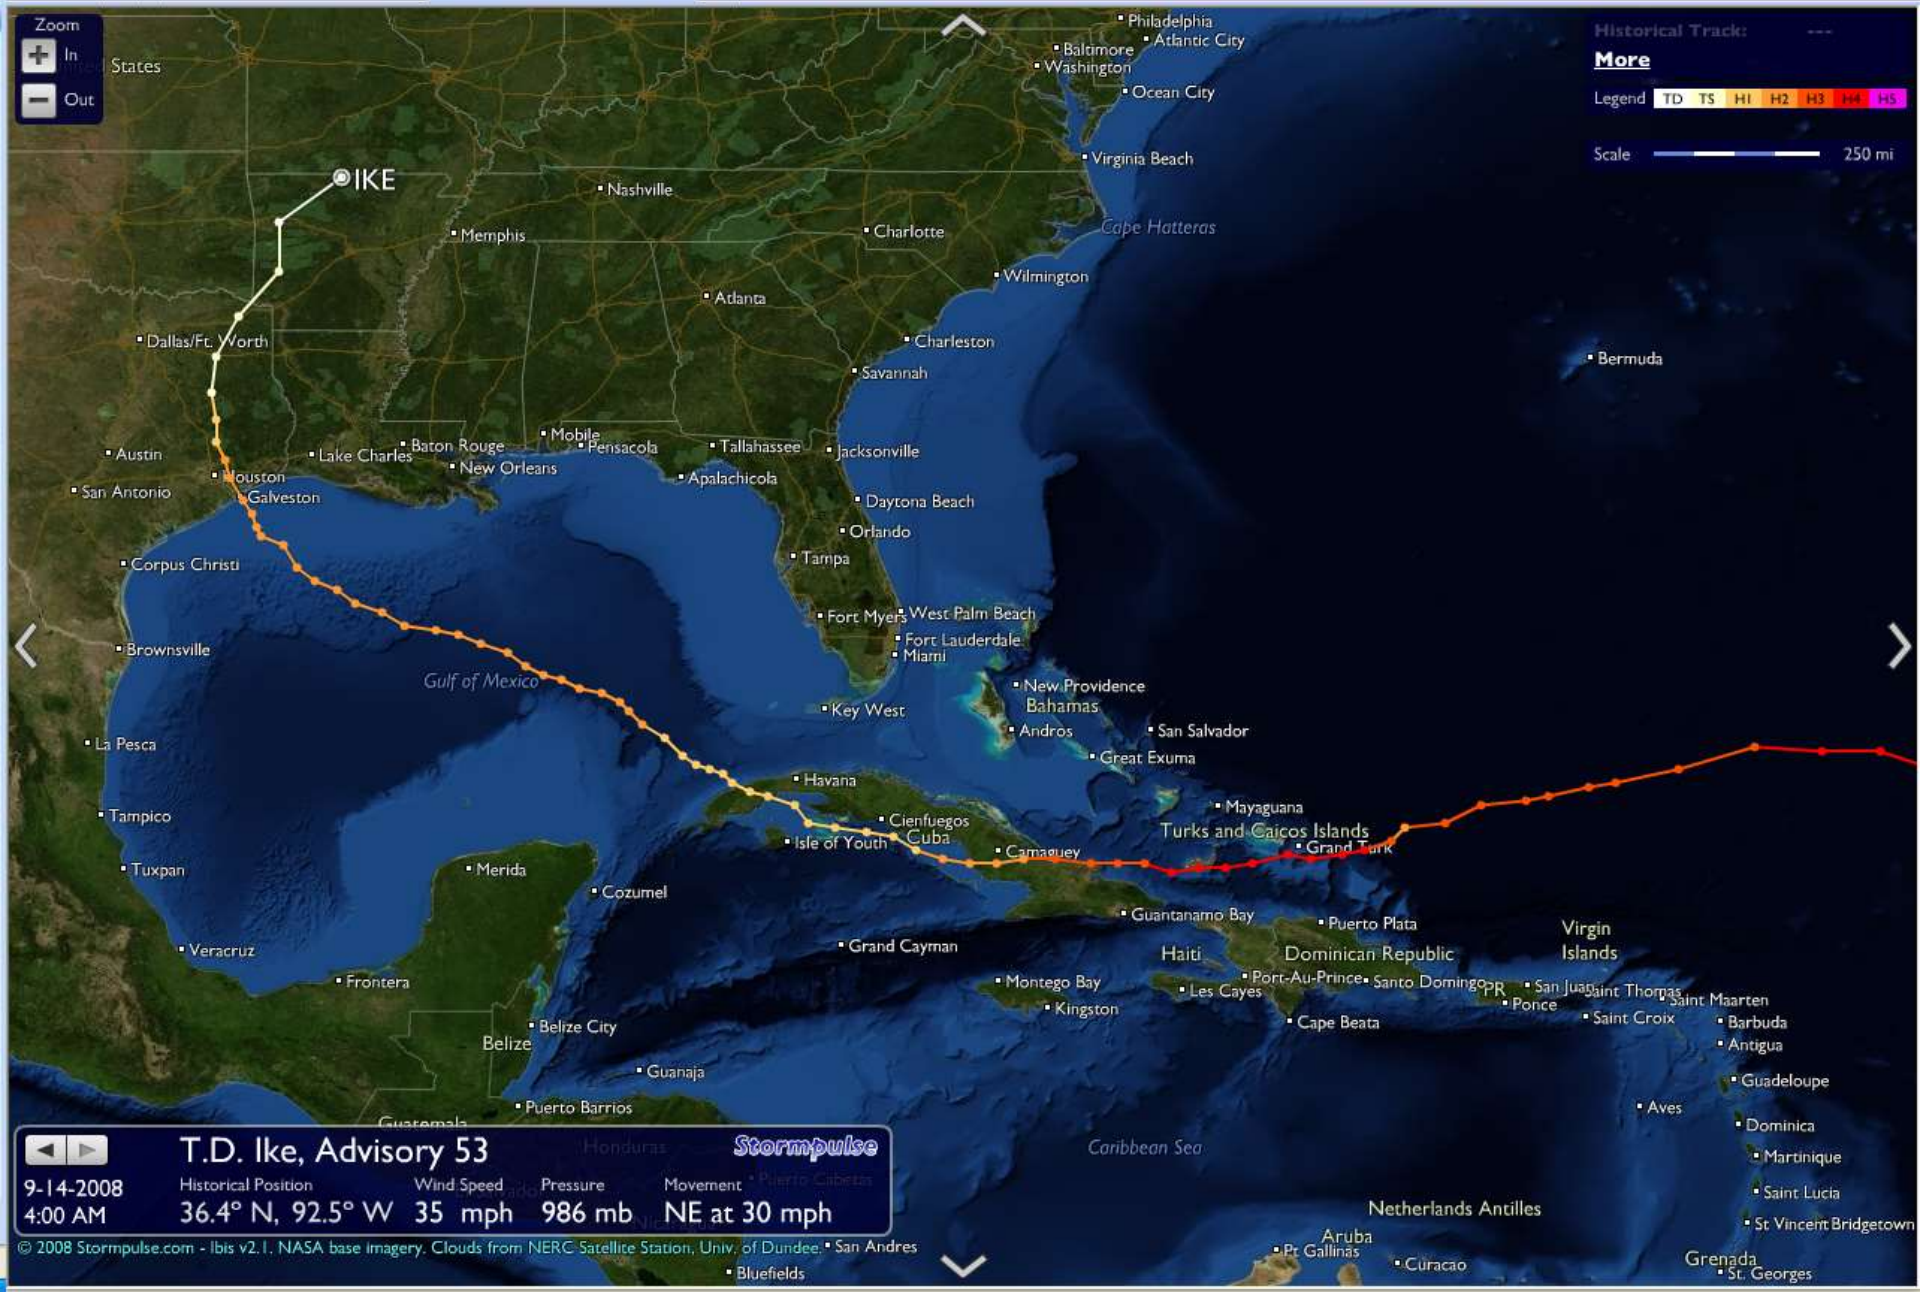 Zoom
In
Out
United States
Historical Track: ---
More
Legend TD TS H1 H2 H3 H4 H5
Scale 250 mi
Philadelphia
Atlantic City
Baltimore
Washington
Ocean City
Virginia Beach
IKE
Nashville
Memphis
Charlotte
Cape Hatteras
Wilmington
Atlanta
Dallas/Ft. Worth
Charleston
Bermuda
Savannah
Austin
Lake Charles
Baton Rouge
Mobile
Pensacola
Tallahassee
Jacksonville
New Orleans
Houston
Apalachicola
San Antonio
Galveston
Daytona Beach
Orlando
Tampa
Corpus Christi
Fort Myers
West Palm Beach
Fort Lauderdale
Miami
Brownsville
Gulf of Mexico
New Providence
Bahamas
Key West
Andros
San Salvador
La Pesca
Great Exuma
Havana
Mayaguana
Tampico
Cienfuegos
Turks and Caicos Islands
Isle of Youth
Cuba
Camaguey
Grand Turk
Tuxpan
Merida
Cozumel
Guantanamo Bay
Puerto Plata
Virgin
Islands
Veracruz
Grand Cayman
Haiti
Dominican Republic
Frontera
Montego Bay
Port-Au-Prince
Santo Domingo
PR
San Juan
Saint Thomas
Les Cayes
Saint Maarten
Kingston
Ponce
Saint Croix
Cape Beata
Barbuda
Belize City
Belize
Antigua
Guanaja
Guadeloupe
Puerto Barrios
Aves
Guatemala
Dominica
Honduras
Caribbean Sea
Martinique
Puerto Cabezas
El Salvador
Saint Lucia
Netherlands Antilles
Nicaragua
St Vincent
Bridgetown
T.D. Ike, Advisory 53
Stormpulse
9-14-2008
4:00 AM
Historical Position Wind Speed Pressure Movement
36.4° N, 92.5° W 35 mph 986 mb NE at 30 mph
© 2008 Stormpulse.com - Ibis v2.1. NASA base imagery. Clouds from NERC Satellite Station, Univ. of Dundee.
San Andres
Aruba
Pt Gallinas
Curacao
Grenada
Bluefields
St. Georges